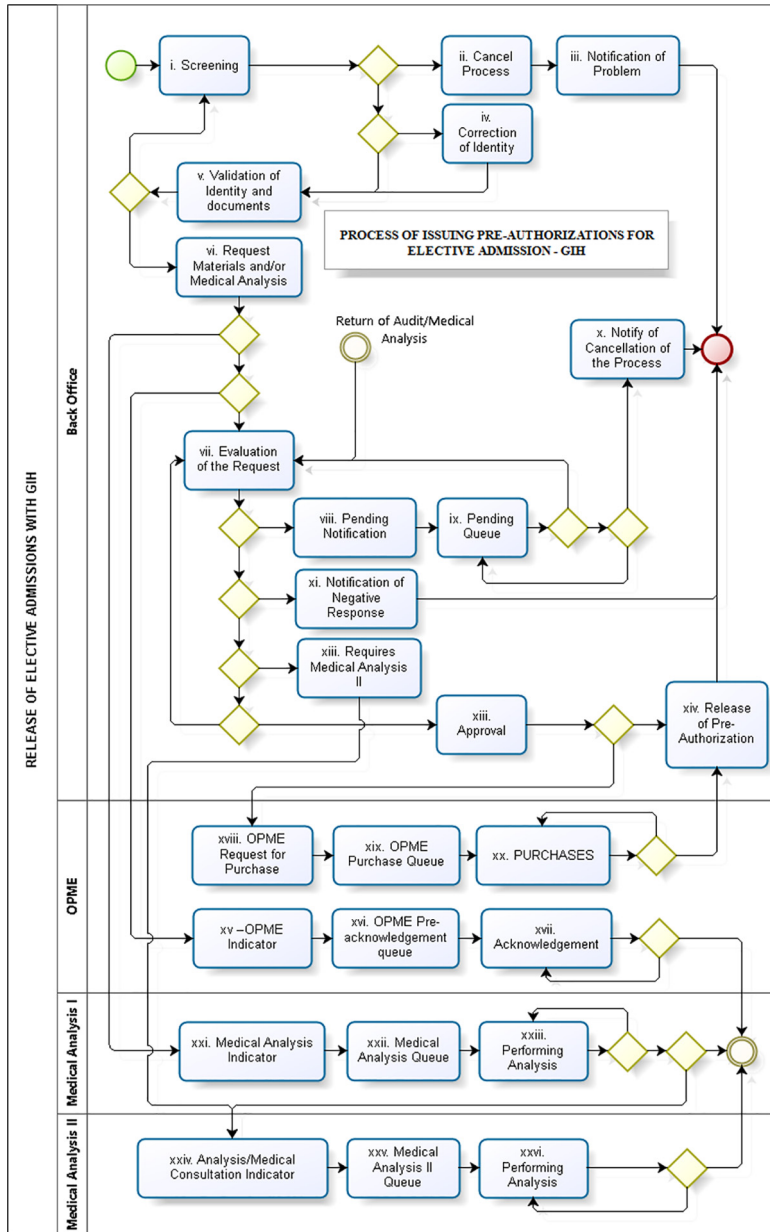 RELEASE OF ELECTIVE ADMISSIONS WITH GIH
Back Office
i. Screening
ii. Cancel
Process
iii. Notification of
Problem
iv.
Correction
of Identity
v. Validation of
Identity and
documents
PROCESS OF ISSUING PRE-AUTHORIZATIONS FOR
ELECTIVE ADMISSION - GIH
vi. Request
Materials and/or
Medical Analysis
Return of Audit/Medical
Analysis
x. Notify of
Cancellation of
the Process
vii. Evaluation
of the Request
viii. Pending
Notification
ix. Pending
Queue
xi. Notification of
Negative
Response
xiii. Requires
Medical Analysis
II
xiii.
Approval
xiv. Release
of Pre-
Authorization
OPME
xviii. OPME
Request for
Purchase
xix. OPME
Purchase Queue
xx. PURCHASES
xv –OPME
Indicator
xvi. OPME Pre-
acknowledgement
queue
xvii.
Acknowledgement
Medical Analysis I
xxi. Medical Analysis
Indicator
xxii. Medical
Analysis Queue
xxiii.
Performing
Analysis
Medical Analysis II
xxiv. Analysis/Medical
Consultation Indicator
xxv. Medical
Analysis II
Queue
xxvi.
Performing
Analysis